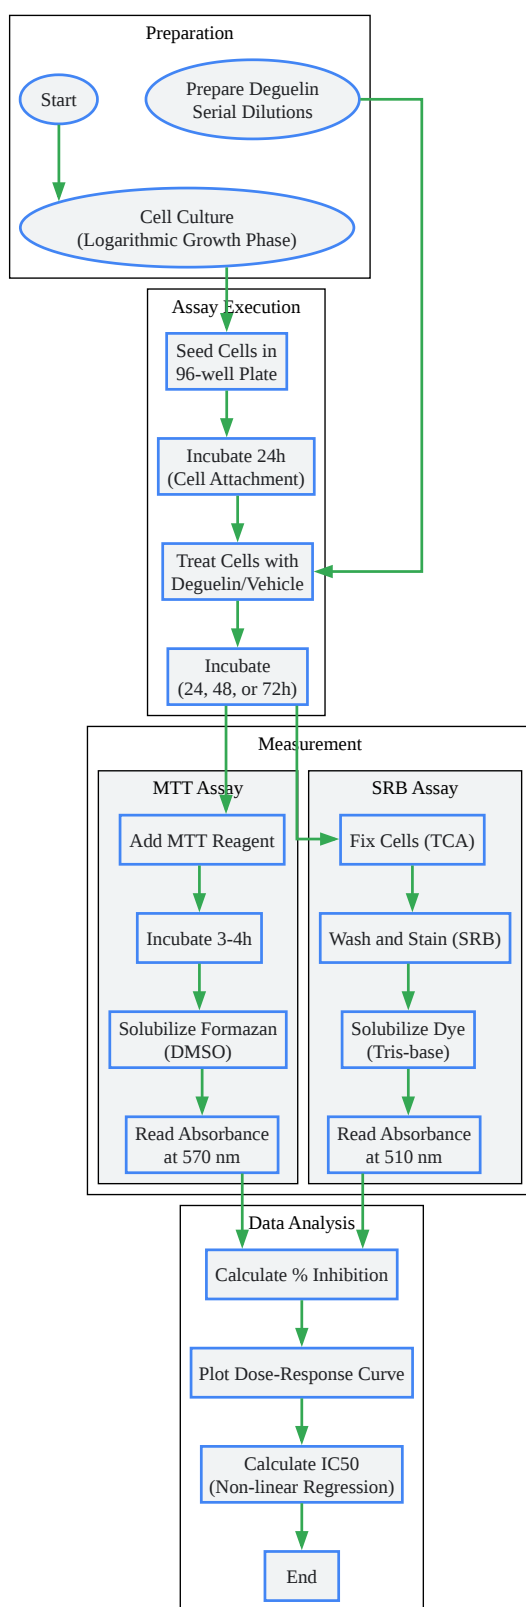 Preparation
Start
Prepare Deguelin
Serial Dilutions
Cell Culture
(Logarithmic Growth Phase)
Assay Execution
Seed Cells in
96-well Plate
Incubate 24h
(Cell Attachment)
Treat Cells with
Deguelin/Vehicle
Incubate
(24, 48, or 72h)
Measurement
MTT Assay
Add MTT Reagent
Incubate 3-4h
Solubilize Formazan
(DMSO)
Read Absorbance
at 570 nm
SRB Assay
Fix Cells (TCA)
Wash and Stain (SRB)
Solubilize Dye
(Tris-base)
Read Absorbance
at 510 nm
Data Analysis
Calculate % Inhibition
Plot Dose-Response Curve
Calculate IC50
(Non-linear Regression)
End